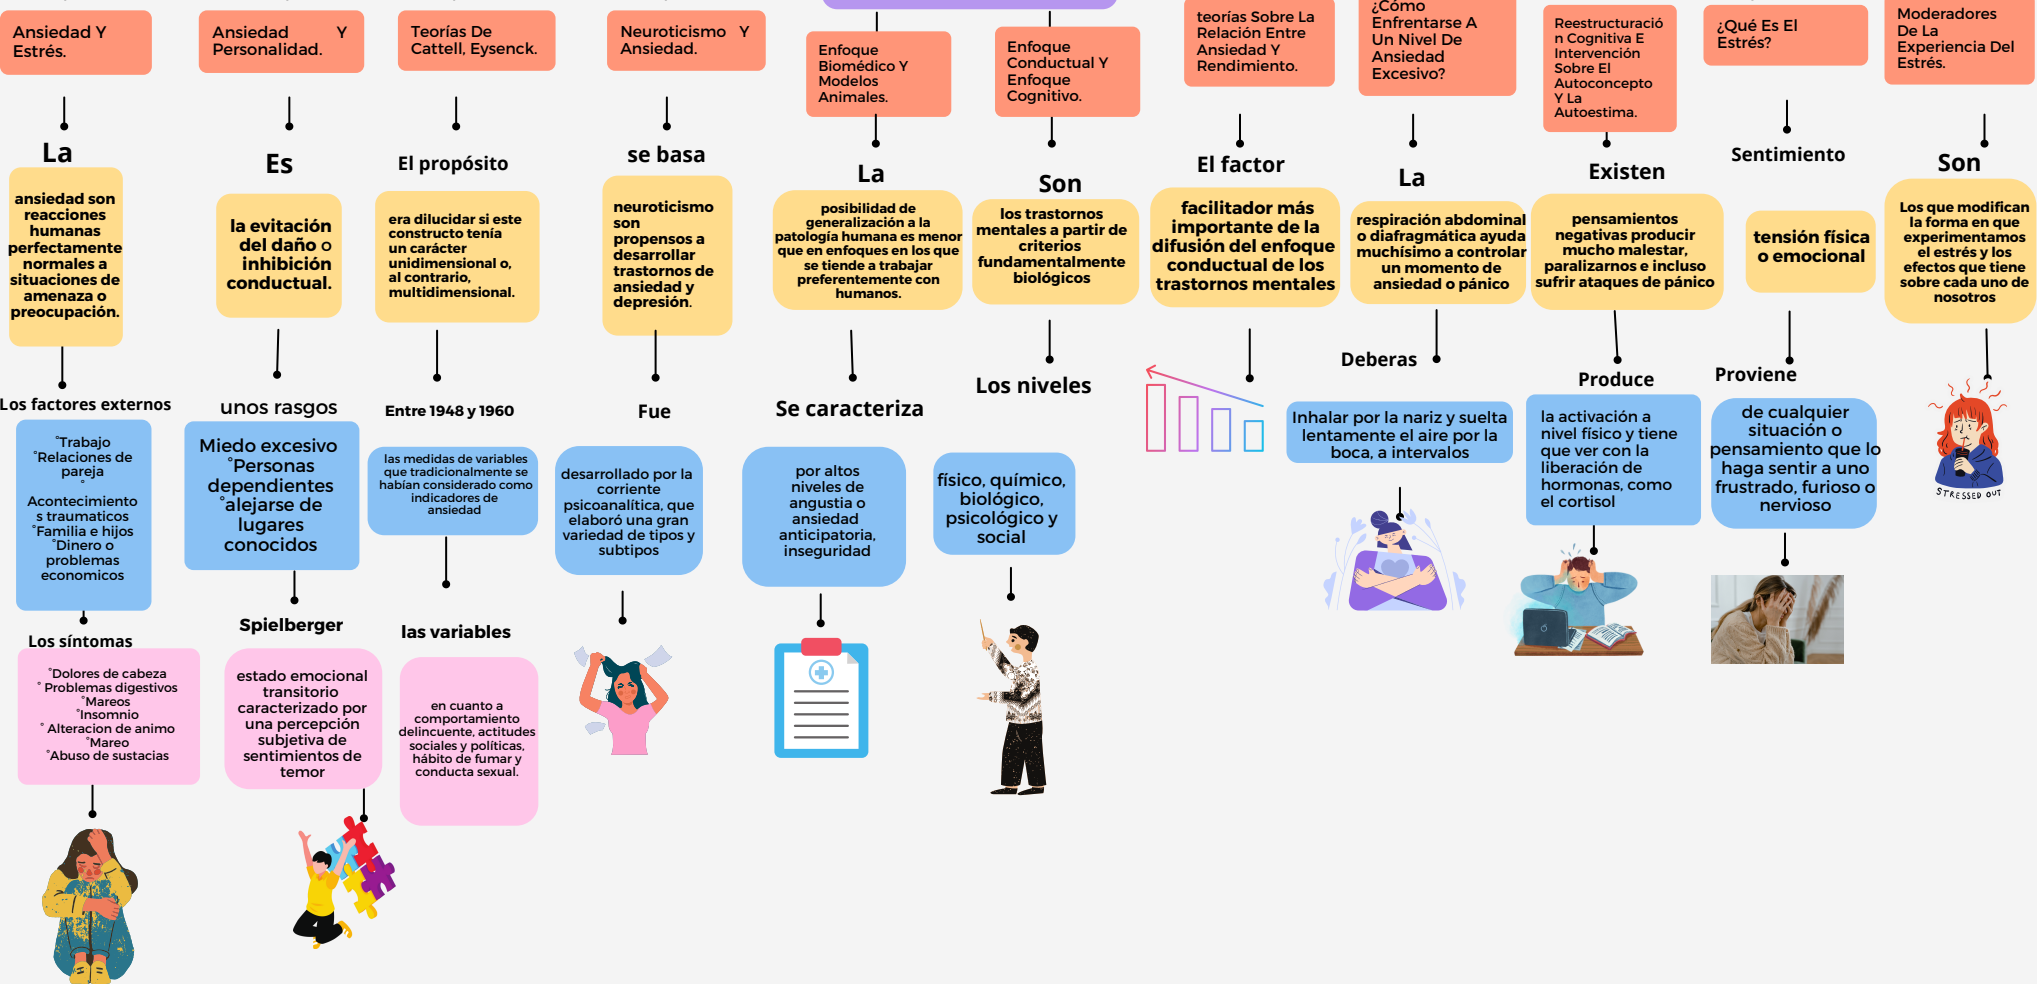 Ansiedad Y
Estrés.
La
ansiedad son
reacciones
humanas
perfectamente
normales a
situaciones de
amenaza o
preocupación.
Los factores externos
°Trabajo
°Relaciones de
pareja
°
Acontecimiento
s traumaticos
°Familia e hijos
°Dinero o
problemas
economicos
Los síntomas
°Dolores de cabeza
° Problemas digestivos
°Mareos
°Insomnio
° Alteracion de animo
°Mareo
°Abuso de sustacias
Ansiedad Y
Personalidad.
Es
la evitación
del daño o
inhibición
conductual.
unos rasgos
Miedo excesivo
°Personas
dependientes
°alejarse de
lugares
conocidos
Spielberger
estado emocional
transitorio
caracterizado por
una percepción
subjetiva de
sentimientos de
temor
Teorías De
Cattell, Eysenck.
El propósito
era dilucidar si este
constructo tenía
un carácter
unidimensional o,
al contrario,
multidimensional.
Entre 1948 y 1960
las medidas de variables
que tradicionalmente se
habían considerado como
indicadores de
ansiedad
las variables
en cuanto a
comportamiento
delincuente, actitudes
sociales y políticas,
hábito de fumar y
conducta sexual.
Neuroticismo Y
Ansiedad.
se basa
neuroticismo
son
propensos a
desarrollar
trastornos de
ansiedad y
depresión.
Fue
desarrollado por la
corriente
psicoanalítica, que
elaboró una gran
variedad de tipos y
subtipos
Enfoque
Biomédico Y
Modelos
Animales.
La
posibilidad de
generalización a la
patología humana es menor
que en enfoques en los que
se tiende a trabajar
preferentemente con
humanos.
Se caracteriza
por altos
niveles de
angustia o
ansiedad
anticipatoria,
inseguridad
Enfoque
Conductual Y
Enfoque
Cognitivo.
Son
los trastornos
mentales a partir de
criterios
fundamentalmente
biológicos
Los niveles
físico, químico,
biológico,
psicológico y
social
teorías Sobre La
Relación Entre
Ansiedad Y
Rendimiento.
El factor
facilitador más
importante de la
difusión del enfoque
conductual de los
trastornos mentales
¿Cómo
Enfrentarse A
Un Nivel De
Ansiedad
Excesivo?
La
respiración abdominal
o diafragmática ayuda
muchísimo a controlar
un momento de
ansiedad o pánico
Deberas
Inhalar por la nariz y suelta
lentamente el aire por la
boca, a intervalos
Reestructuració
n Cognitiva E
Intervención
Sobre El
Autoconcepto
Y La
Autoestima.
Existen
pensamientos
negativas producir
mucho malestar,
paralizarnos e incluso
sufrir ataques de pánico
Produce
la activación a
nivel físico y tiene
que ver con la
liberación de
hormonas, como
el cortisol
¿Qué Es El
Estrés?
Sentimiento
tensión física
o emocional
Proviene
de cualquier
situación o
pensamiento que lo
haga sentir a uno
frustrado, furioso o
nervioso
Moderadores
De La
Experiencia Del
Estrés.
Son
Los que modifican
la forma en que
experimentamos
el estrés y los
efectos que tiene
sobre cada uno de
nosotros
STRESSED OUT